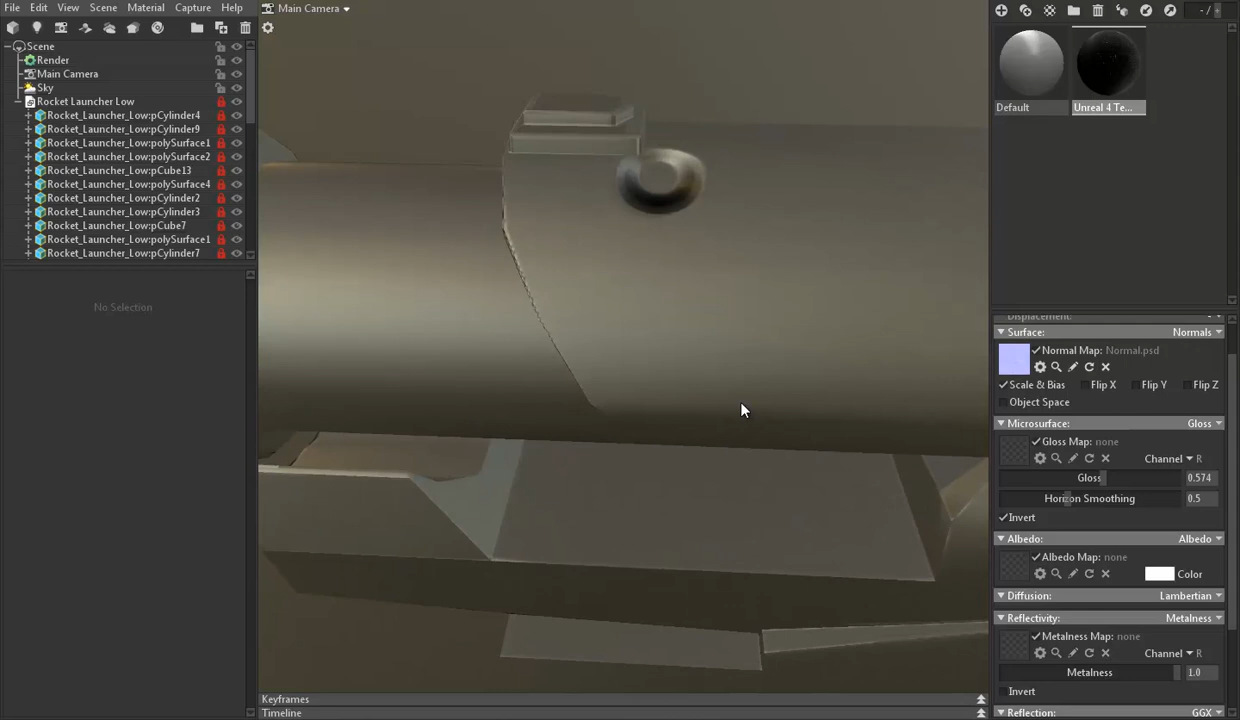 File Edit View Scene Material Capture Help
Main Camera
- /
Scene
Render
Main Camera
Sky
Rocket Launcher Low
Rocket_Launcher_Low:pCylinder4
Rocket_Launcher_Low:pCylinder9
Rocket_Launcher_Low:polySurface1
Rocket_Launcher_Low:polySurface2
Rocket_Launcher_Low:pCube13
Rocket_Launcher_Low:polySurface4
Rocket_Launcher_Low:pCylinder2
Rocket_Launcher_Low:pCylinder3
Rocket_Launcher_Low:pCube7
Rocket_Launcher_Low:polySurface1
Rocket_Launcher_Low:pCylinder7
No Selection
Default Unreal 4 Te...
Displacement:
Surface: Normals
Normal Map: Normal.psd
Scale & Bias Flip X Flip Y Flip Z
Object Space
Microsurface: Gloss
Gloss Map: none
Channel R
Gloss 0.574
Horizon Smoothing 0.5
Invert
Albedo: Albedo
Albedo Map: none
Color
Diffusion: Lambertian
Reflectivity: Metalness
Metalness Map: none
Channel R
Metalness 1.0
Invert
Reflection: GGX
Keyframes
Timeline